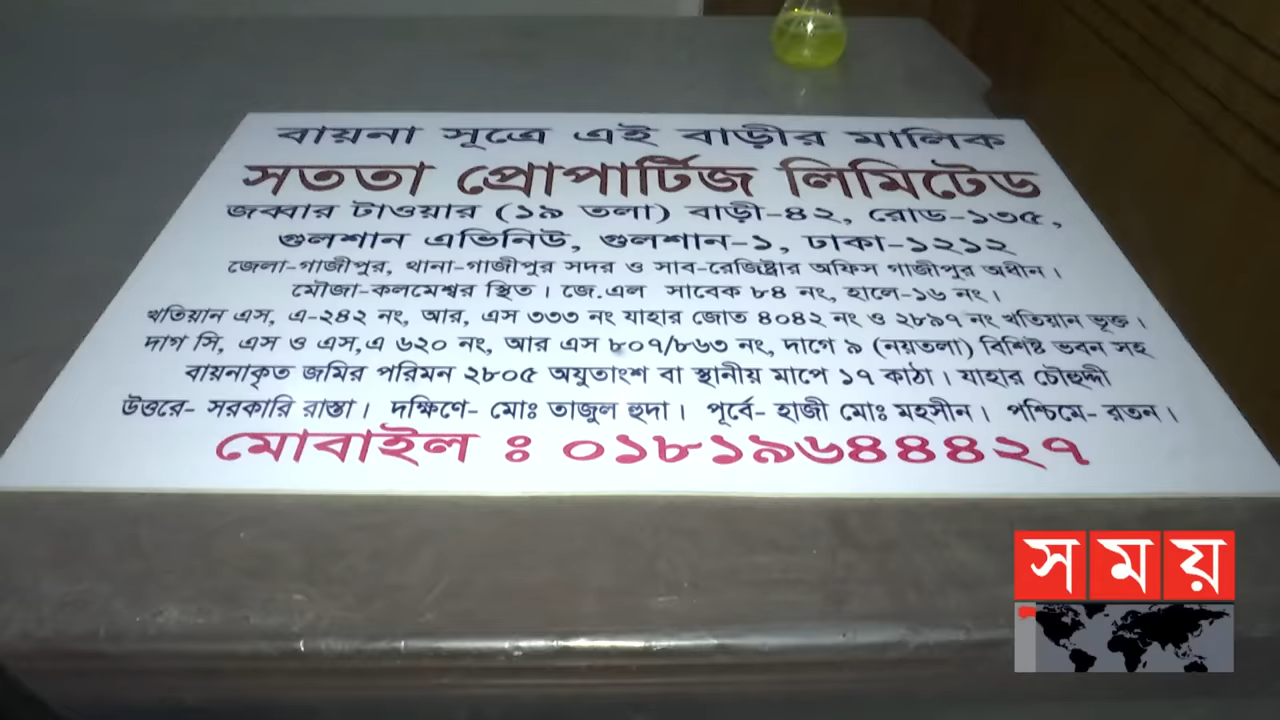 বায়না সূত্রে এই বাড়ীর মালিক
সততা প্রোপার্টিজ লিমিটেড
জব্বার টাওয়ার (১৯ তলা) বাড়ী-৪২, রোড-১৩৫,
গুলশান এভিনিউ, গুলশান-১, ঢাকা-১২১২
জেলা-গাজীপুর, থানা-গাজীপুর সদর ও সাব-রেজিষ্ট্রার অফিস গাজীপুর অধীন।
মৌজা-কলমেশ্বর স্থিত। জে.এল সাবেক ৮৪ নং, হালে-১৬ নং।
খতিয়ান এস, এ-২৪২ নং, আর, এস ৩৩৩ নং যাহার জোত ৪০৪২ নং ও ২৮৯৭ নং খতিয়ান ভূক্ত।
দাগ সি, এস ও এস,এ ৬২০ নং, আর এস ৮০৭/৮৬৩ নং, দাগে ৯ (নয়তলা) বিশিষ্ট ভবন সহ
বায়নাকৃত জমির পরিমন ২৮০৫ অযুতাংশ বা স্থানীয় মাপে ১৭ কাঠা। যাহার চৌহুদ্দী
উত্তরে- সরকারি রাস্তা। দক্ষিণে- মোঃ তাজুল হুদা। পূর্বে- হাজী মোঃ মহসীন। পশ্চিমে- রতন।
মোবাইল ঃ ০১৮১৯৬৪৪৪২৭
সময়